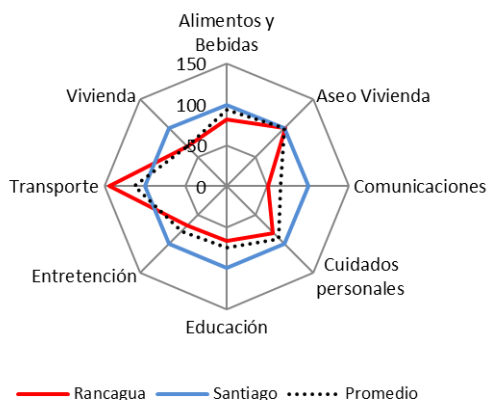 Alimentos y
Bebidas
150
Vivienda
100
Aseo Vivienda
50
Transporte
0
Comunicaciones
Entretención
Cuidados
personales
Educación
Rancagua Santiago Promedio